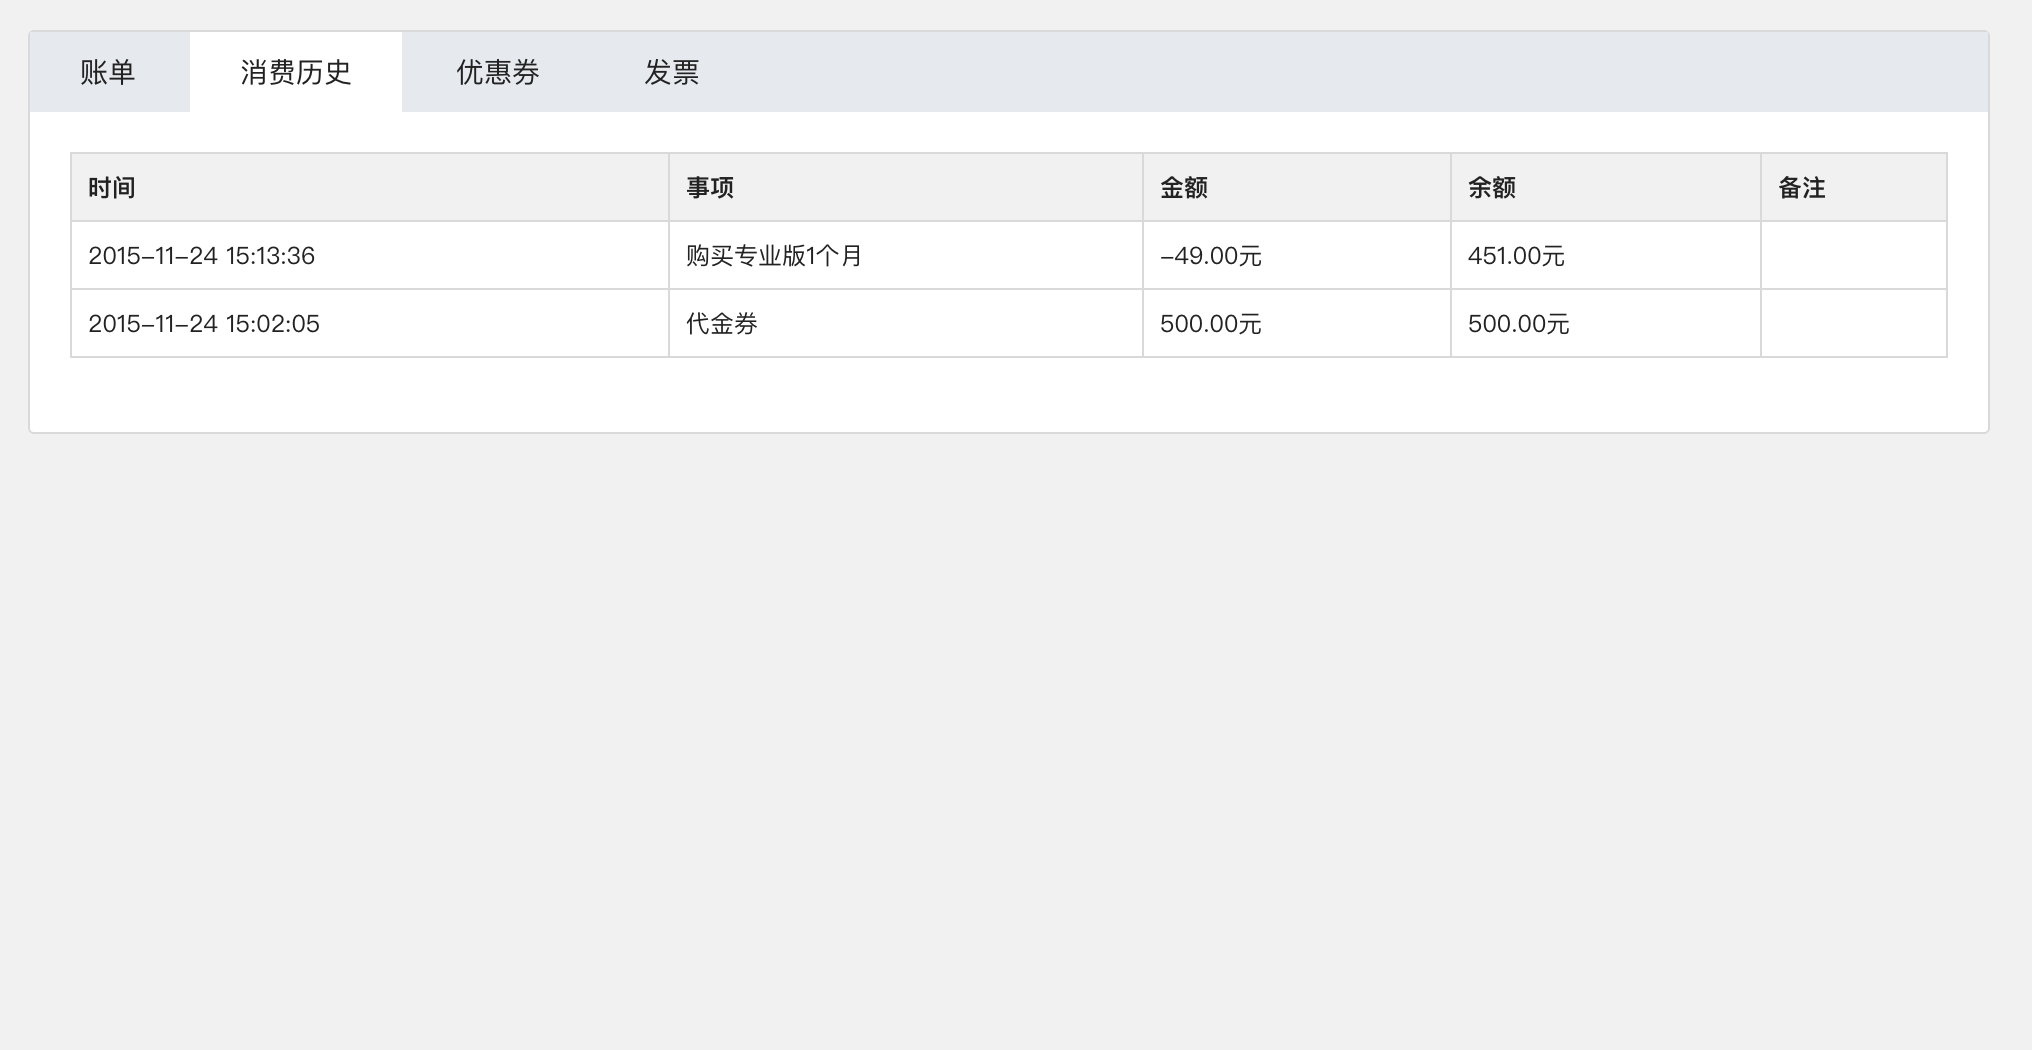 账单 消费历史 优惠券 发票
时间 事项 金额 余额 备注
2015-11-24 15:13:36 购买专业版1个月 -49.00元 451.00元
2015-11-24 15:02:05 代金券 500.00元 500.00元